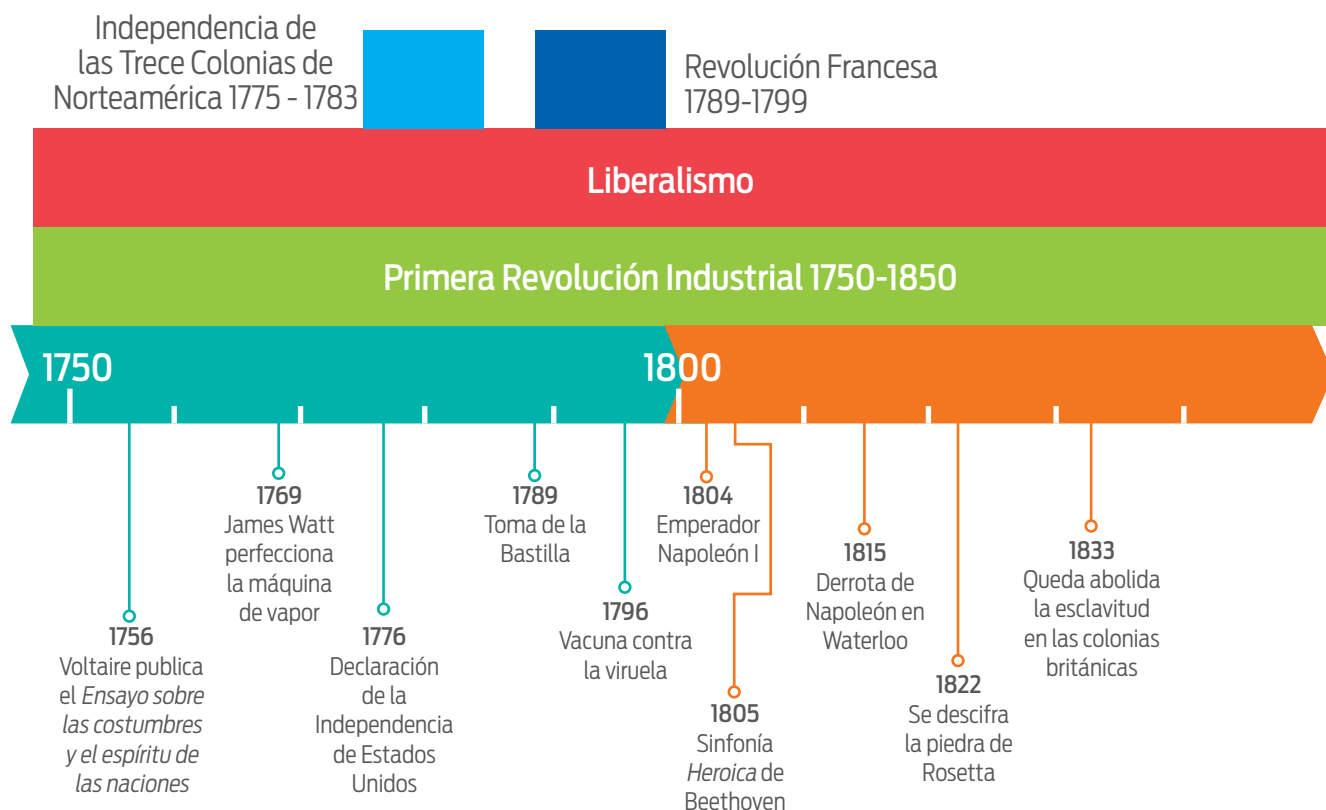 Independencia de
las Trece Colonias de
Norteamérica 1775 - 1783
Revolución Francesa
1789-1799
Liberalismo
Primera Revolución Industrial 1750-1850
1750
1800
1756
Voltaire publica
el Ensayo sobre
las costumbres
y el espíritu de
las naciones
1769
James Watt
perfecciona
la máquina
de vapor
1776
Declaración
de la
Independencia
de Estados
Unidos
1789
Toma de la
Bastilla
1796
Vacuna contra
la viruela
1804
Emperador
Napoleón I
1805
Sinfonía
Heroica de
Beethoven
1815
Derrota de
Napoleón en
Waterloo
1822
Se descifra
la piedra de
Rosetta
1833
Queda abolida
la esclavitud
en las colonias
británicas